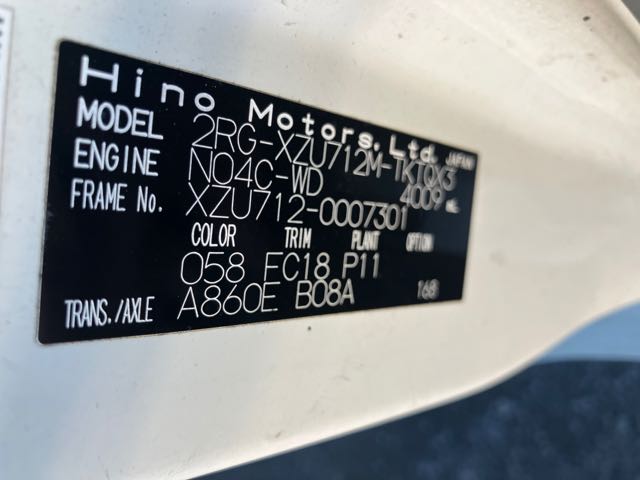 Hino Motors, Ltd. JAPAN
MODEL 2RG-XZU712M-TKTQX3
ENGINE N04C-WD 4009 mL
FRAME No. XZU712-0007301
COLOR TRIM PLANT OPTION
058 FC18 P11
TRANS./AXLE A860E B08A 168